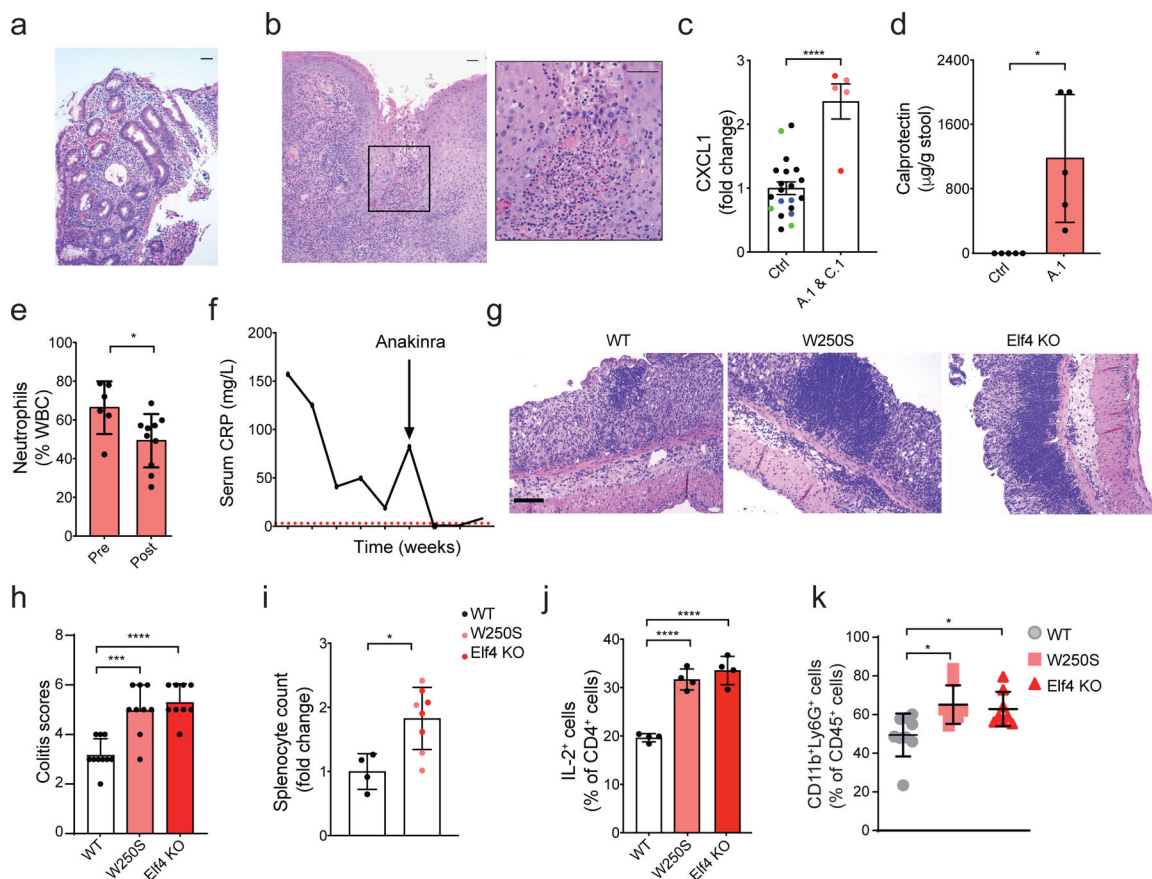 a
b
c
d
****
CXCL1
(fold change)
3
2
1
0
Ctrl
A.1 & C.1
*
Calprotectin
(μg/g stool)
2400
1600
800
0
Ctrl
A.1
e
f
g
*
Neutrophils
(% WBC)
100
80
60
40
20
0
Pre
Post
Serum CRP (mg/L)
200
150
100
50
0
Anakinra
Time (weeks)
WT
W250S
Elf4 KO
h
i
j
k
Colitis scores
8
6
4
2
0
***
****
WT
W250S
Elf4 KO
Splenocyte count
(fold change)
3
2
1
0
*
WT
W250S
Elf4 KO
IL-2⁺ cells
(% of CD4⁺ cells)
40
30
20
10
0
****
****
WT
W250S
Elf4 KO
CD11b⁺Ly6G⁺ cells
(% of CD45⁺ cells)
100
80
60
40
20
0
*
*
WT
W250S
Elf4 KO